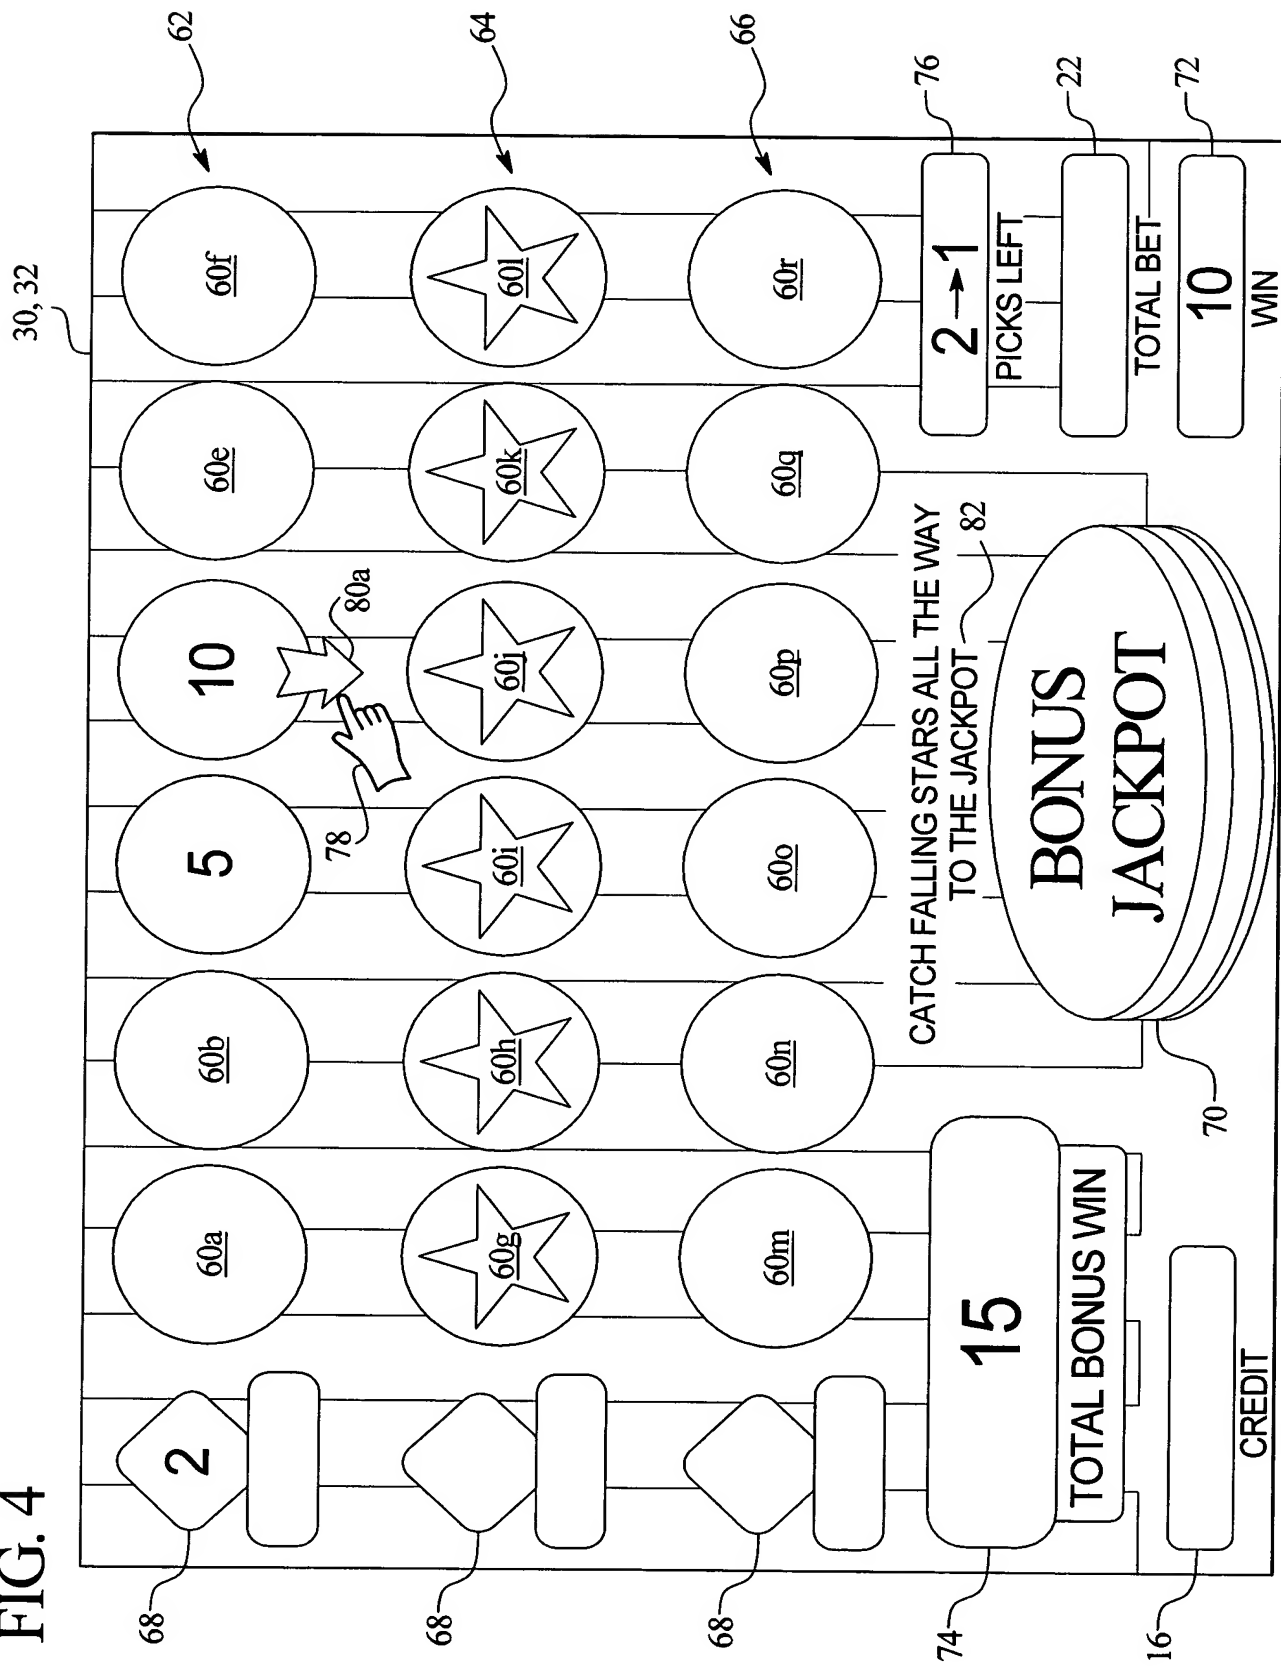 FIG. 4
30, 32
68 2 60a 60b 5 10 60e 60f 62
78 80a
68 60g 60h 60i 60j 60k 60l 64
68 60m 60n 60o 60p 60q 60r 66
74 15 CATCH FALLING STARS ALL THE WAY 2→1 76
TO THE JACKPOT 82 PICKS LEFT
TOTAL BONUS WIN BONUS 22
JACKPOT TOTAL BET
16 70 10 72
CREDIT WIN